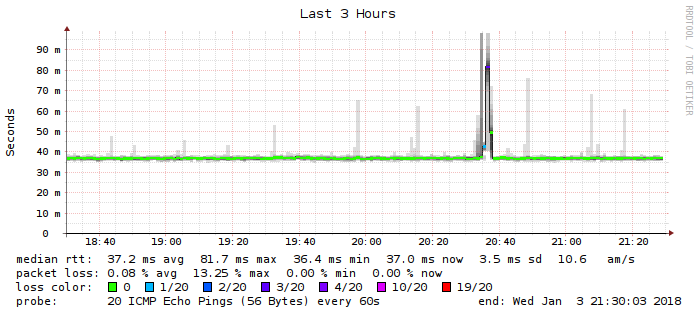 Last 3 Hours
RRDTOOL / TOBI OETIKER
Seconds
90 m
80 m
70 m
60 m
50 m
40 m
30 m
20 m
10 m
0
18:40 19:00 19:20 19:40 20:00 20:20 20:40 21:00 21:20
median rtt: 37.2 ms avg 81.7 ms max 36.4 ms min 37.0 ms now 3.5 ms sd 10.6 am/s
packet loss: 0.08 % avg 13.25 % max 0.00 % min 0.00 % now
loss color: 0 1/20 2/20 3/20 4/20 10/20 19/20
probe: 20 ICMP Echo Pings (56 Bytes) every 60s end: Wed Jan 3 21:30:03 2018